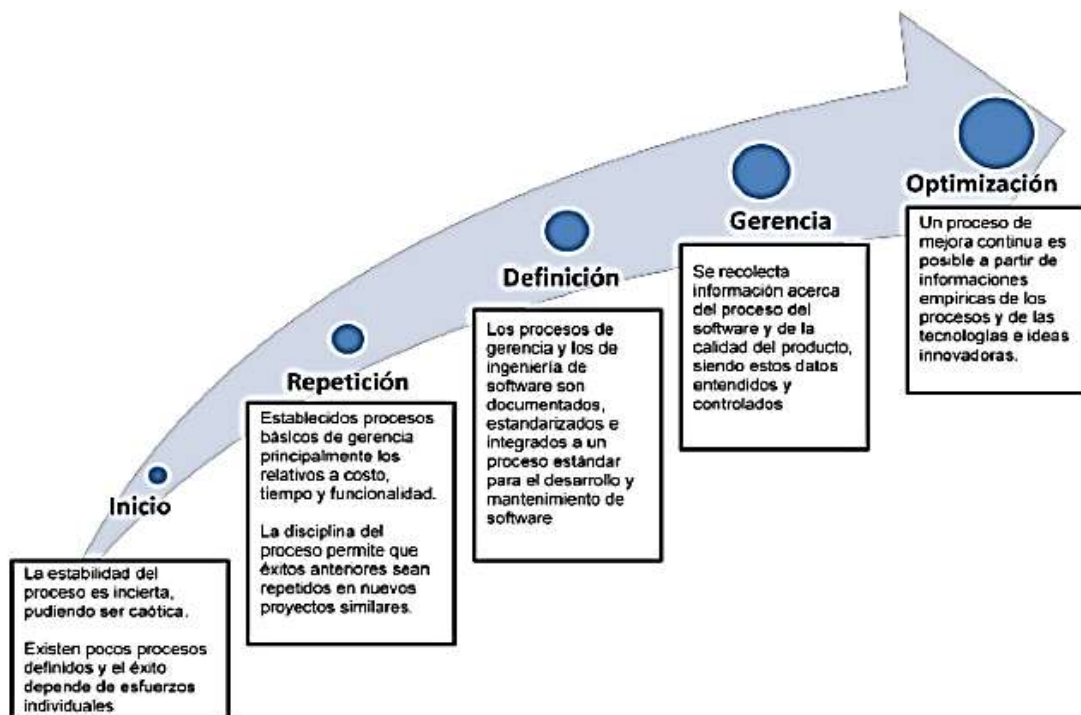 Inicio
La estabilidad del
proceso es incierta,
pudiendo ser caótica.
Existen pocos procesos
definidos y el éxito
depende de esfuerzos
individuales
Repetición
Establecidos procesos
básicos de gerencia
principalmente los
relativos a costo,
tiempo y funcionalidad.
La disciplina del
proceso permite que
éxitos anteriores sean
repetidos en nuevos
proyectos similares.
Definición
Los procesos de
gerencia y los de
ingeniería de
software son
documentados,
estandarizados e
integrados a un
proceso estándar
para el desarrollo y
mantenimiento de
software
Gerencia
Se recolecta
información acerca
del proceso del
software y de la
calidad del producto,
siendo estos datos
entendidos y
controlados
Optimización
Un proceso de
mejora continua es
posible a partir de
informaciones
empiricas de los
procesos y de las
tecnologías e ideas
innovadoras.